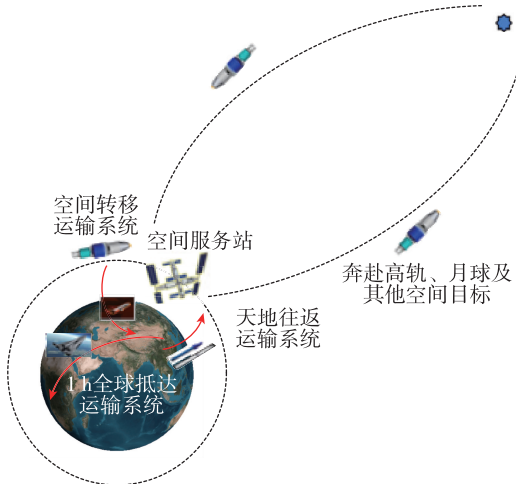 空间转移
运输系统
空间服务站
奔赴高轨、月球及
其他空间目标
天地往返
运输系统
1 h全球抵达
运输系统